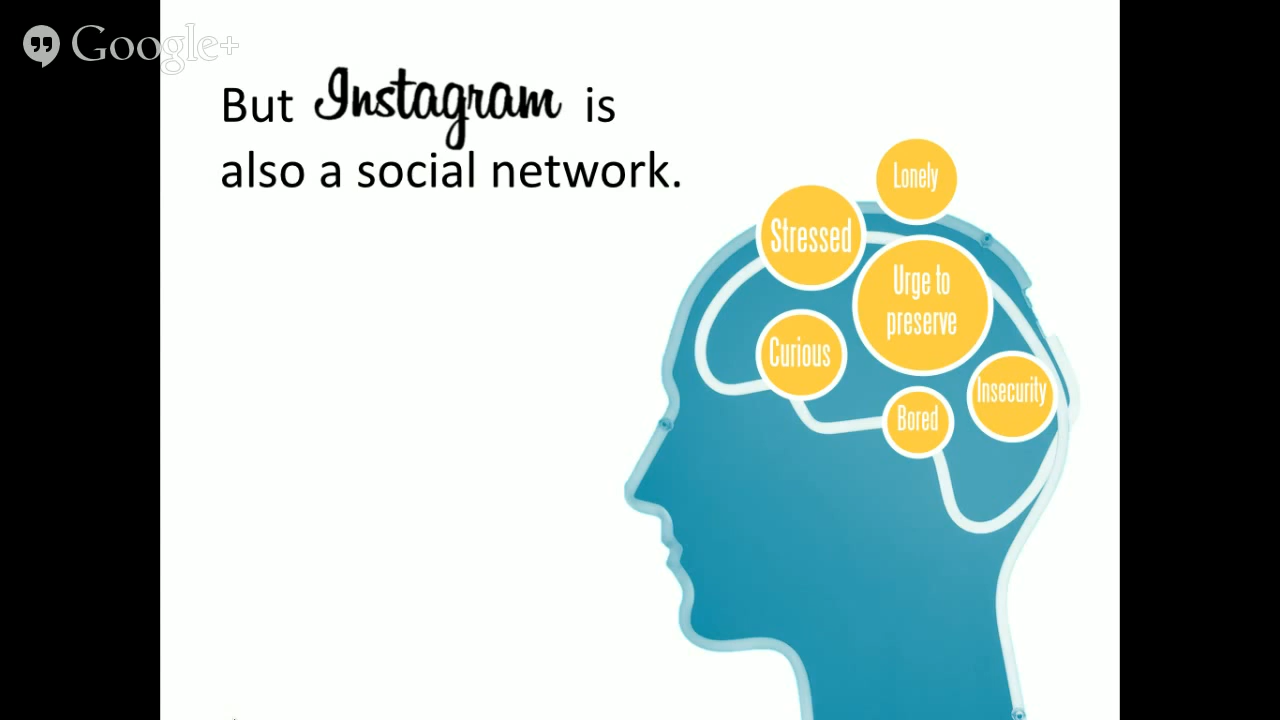 Google+
But Instagram is
also a social network.
Lonely
Stressed
Urge to
preserve
Curious
Insecurity
Bored